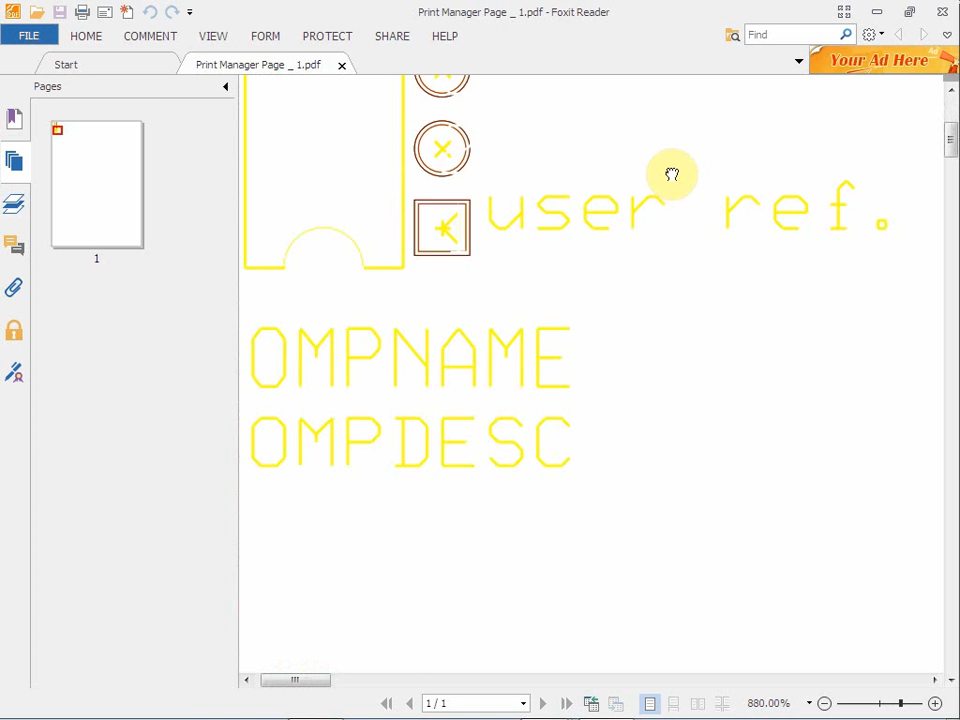 Print Manager Page _ 1.pdf - Foxit Reader
FILE HOME COMMENT VIEW FORM PROTECT SHARE HELP Find
Start Print Manager Page _ 1.pdf Your Ad Here Ad
Pages
user ref.
1
OMPNAME
OMPDESC
1 / 1 880.00%